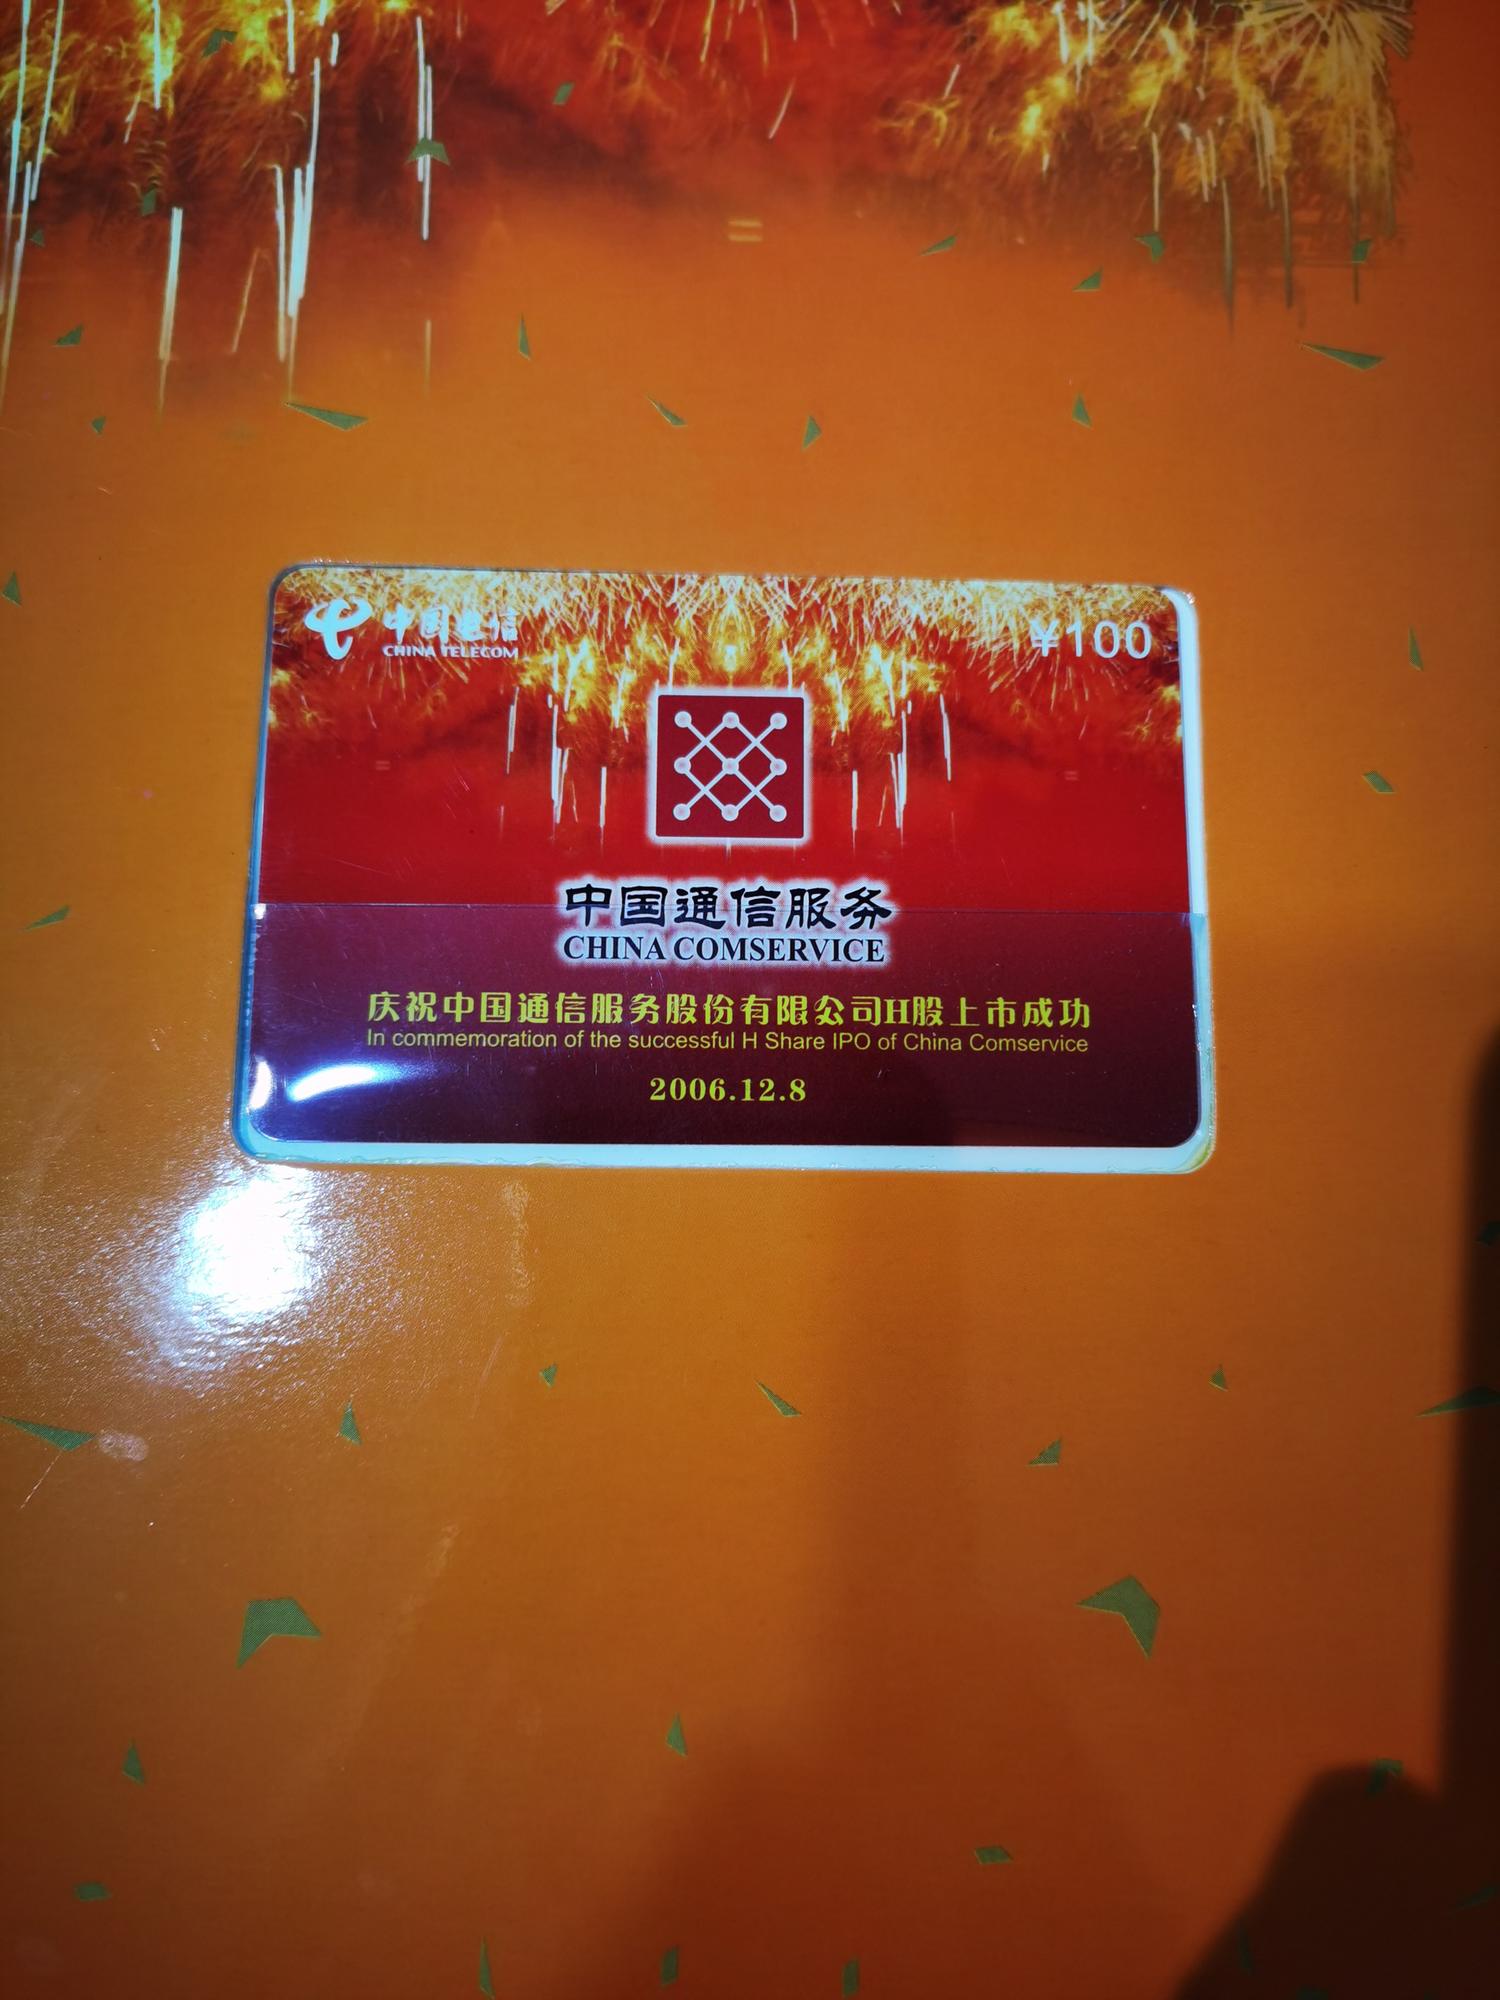 中国电信
CHINA TELECOM
¥100
中国通信服务
CHINA COMSERVICE
庆祝中国通信服务股份有限公司H股上市成功
In commemoration of the successful H Share IPO of China Comservice
2006.12.8